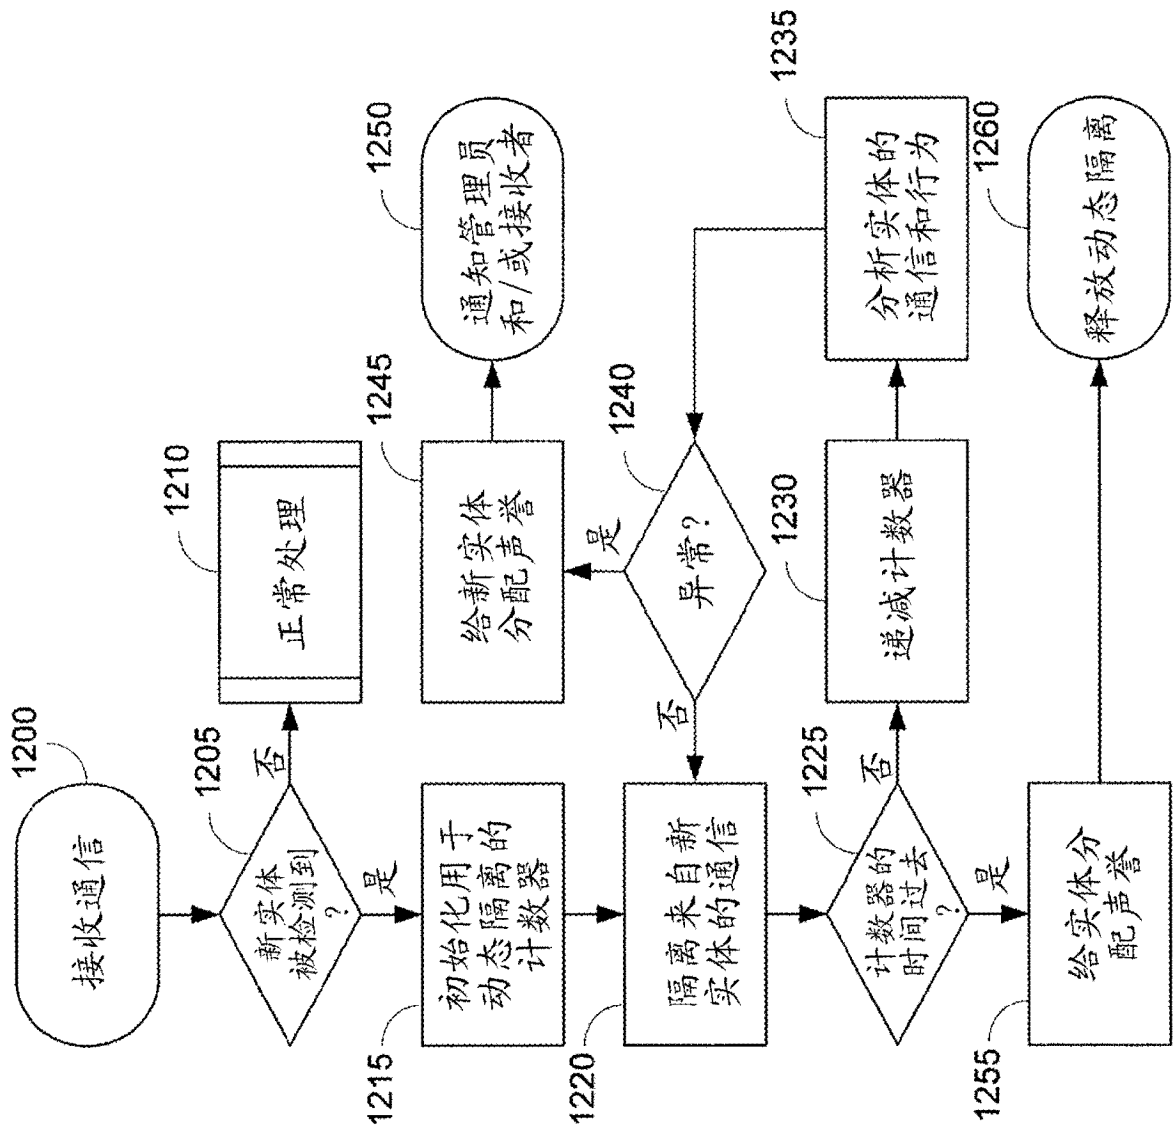 1200
接收通信
1205
新实体
被检测到
?
否
是
1210
正常处理
1215
初始化用于
动态隔离的
计数器
1220
隔离来自新
实体的通信
1225
计数器的
时间过去
?
否
是
1230
递减计数器
1235
分析实体的
通信和行为
1240
异常?
是
否
1245
给新实体
分配声誉
1250
通知管理员
和/或接收者
1255
给实体分
配声誉
1260
释放动态隔离